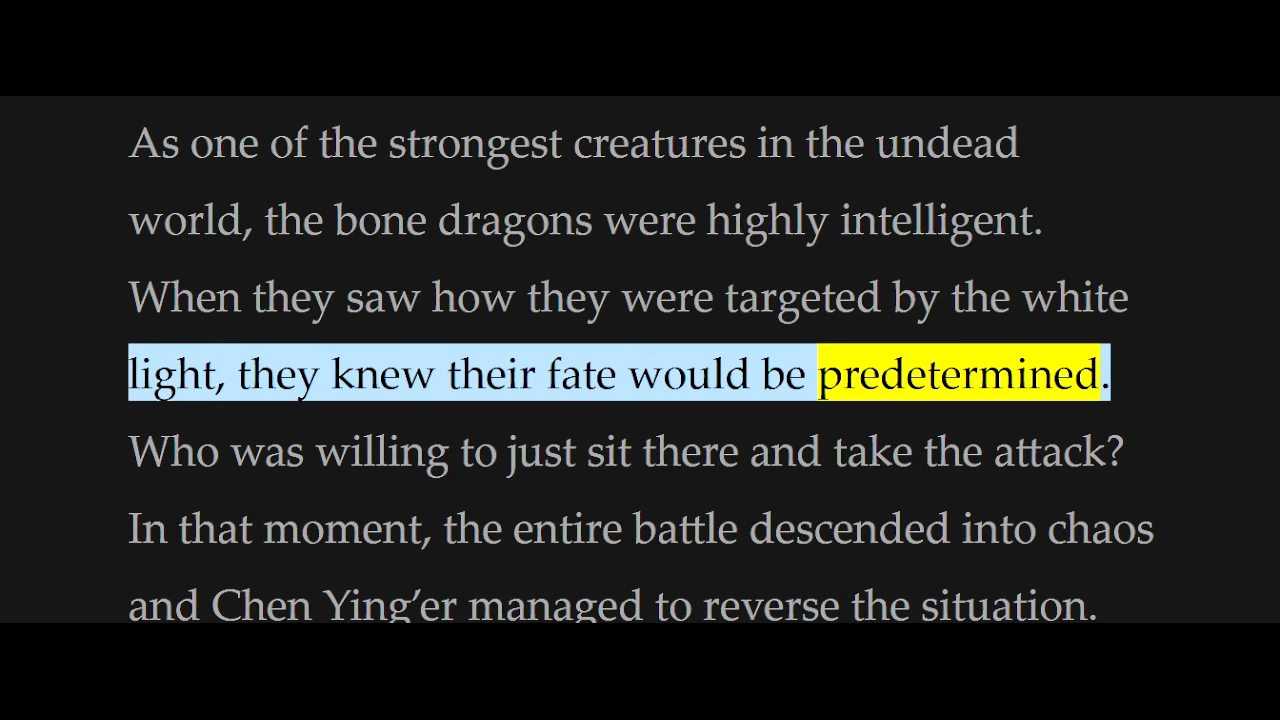 As one of the strongest creatures in the undead
world, the bone dragons were highly intelligent.
When they saw how they were targeted by the white
light, they knew their fate would be predetermined.
Who was willing to just sit there and take the attack?
In that moment, the entire battle descended into chaos
and Chen Ying’er managed to reverse the situation.